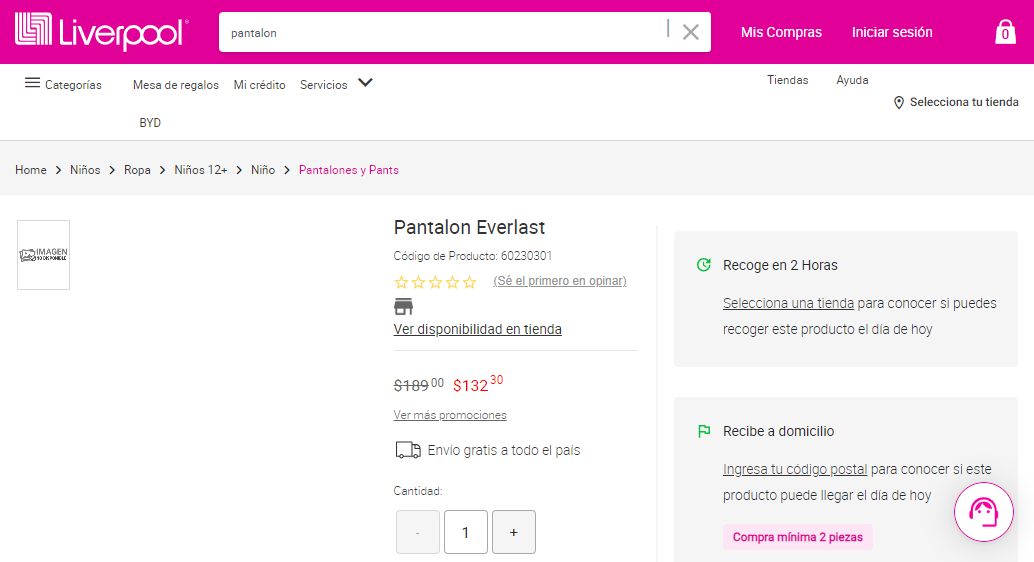 Liverpool
pantalon
Mis Compras
Iniciar sesión
0
Categorías
Mesa de regalos
Mi crédito
Servicios
Tiendas
Ayuda
Selecciona tu tienda
BYD
Home > Niños > Ropa > Niños 12+ > Niño > Pantalones y Pants
IMAGEN
NO DISPONIBLE
Pantalon Everlast
Código de Producto: 60230301
(Sé el primero en opinar)
Ver disponibilidad en tienda
$189.00 $132.30
Ver más promociones
Envío gratis a todo el país
Cantidad:
- 1 +
Recoge en 2 Horas
Selecciona una tienda para conocer si puedes
recoger este producto el día de hoy
Recibe a domicilio
Ingresa tu código postal para conocer si este
producto puede llegar el día de hoy
Compra mínima 2 piezas